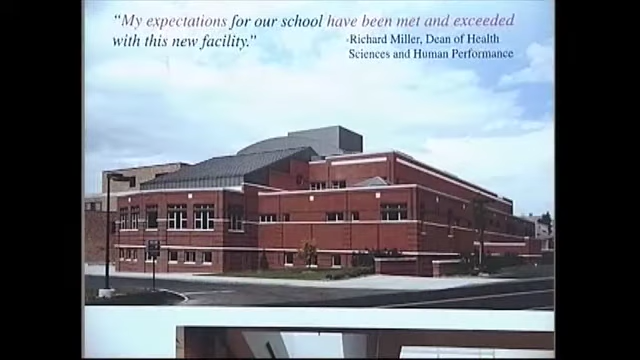 “My expectations for our school have been met and exceeded
with this new facility.”
-Richard Miller, Dean of Health
Sciences and Human Performance